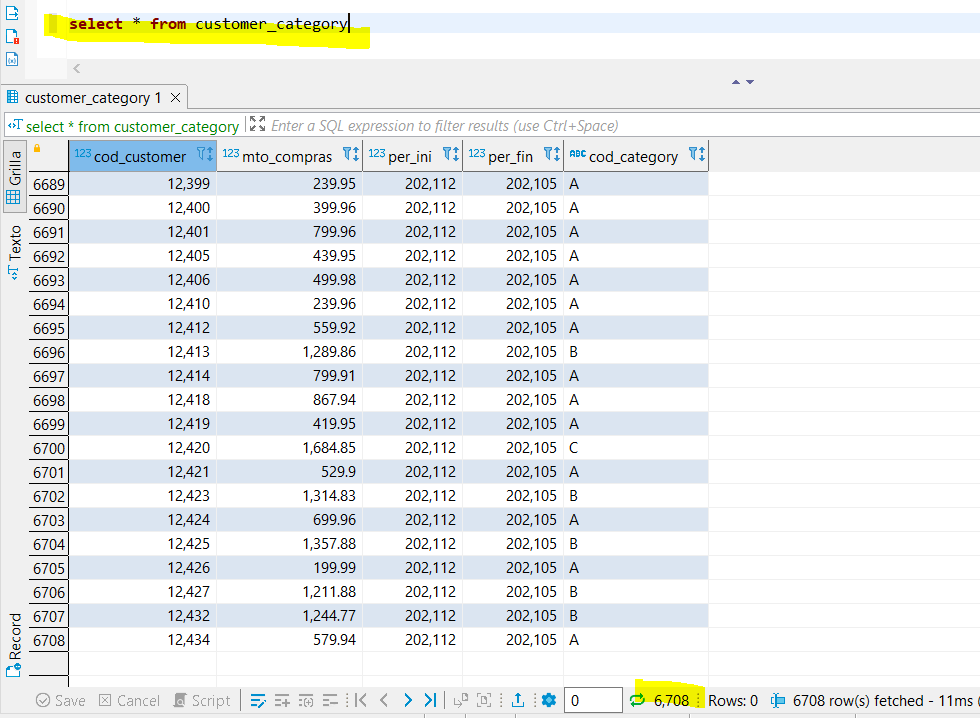 select * from customer_category
customer_category 1
select * from customer_category Enter a SQL expression to filter results (use Ctrl+Space)
Grilla
Texto
Record
123 cod_customer 123 mto_compras 123 per_ini 123 per_fin ABC cod_category
6689 12,399 239.95 202,112 202,105 A
6690 12,400 399.96 202,112 202,105 A
6691 12,401 799.96 202,112 202,105 A
6692 12,405 439.95 202,112 202,105 A
6693 12,406 499.98 202,112 202,105 A
6694 12,410 239.96 202,112 202,105 A
6695 12,412 559.92 202,112 202,105 A
6696 12,413 1,289.86 202,112 202,105 B
6697 12,414 799.91 202,112 202,105 A
6698 12,418 867.94 202,112 202,105 A
6699 12,419 419.95 202,112 202,105 A
6700 12,420 1,684.85 202,112 202,105 C
6701 12,421 529.9 202,112 202,105 A
6702 12,423 1,314.83 202,112 202,105 B
6703 12,424 699.96 202,112 202,105 A
6704 12,425 1,357.88 202,112 202,105 B
6705 12,426 199.99 202,112 202,105 A
6706 12,427 1,211.88 202,112 202,105 B
6707 12,432 1,244.77 202,112 202,105 B
6708 12,434 579.94 202,112 202,105 A
Save Cancel Script 0 6,708 Rows: 0 6708 row(s) fetched - 11ms (